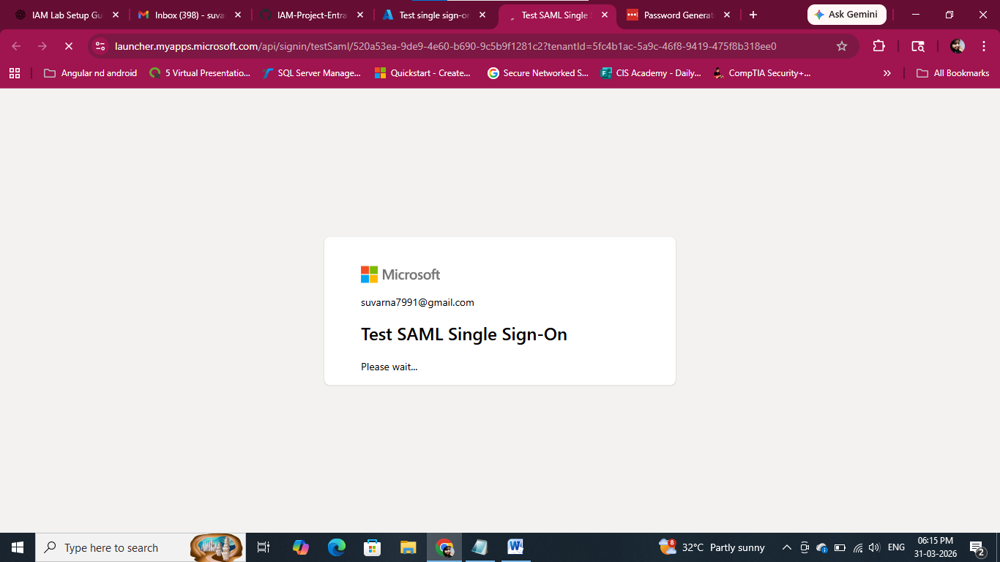 IAM Lab Setup Gu
Inbox (398) - suva
IAM-Project-Entra
Test single sign-on
Test SAML Single S
Password Generat
Ask Gemini
launcher.myapps.microsoft.com/api/signin/testSaml/520a53ea-9de9-4e60-b690-9c5b9f1281c2?tenantId=5fc4b1ac-5a9c-46f8-9419-475f8b318ee0
Angular nd android
5 Virtual Presentatio...
SQL Server Manage...
Quickstart - Create...
Secure Networked S...
CIS Academy - Daily...
CompTIA Security+...
»
All Bookmarks
Microsoft
suvarna7991@gmail.com
Test SAML Single Sign-On
Please wait...
Type here to search
8
32°C Partly sunny
ENG
06:15 PM
31-03-2026
2